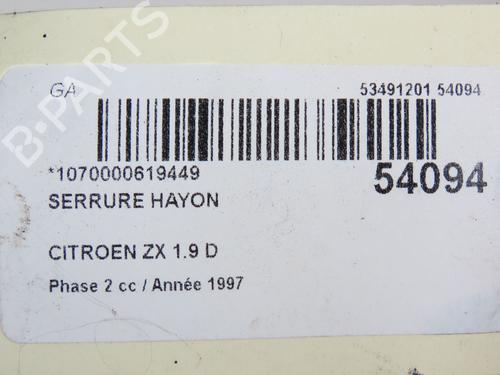 GA
53491201 54094
*1070000619449
54094
SERRURE HAYON
CITROEN ZX 1.9 D
Phase 2 cc / Année 1997
B-PARTS